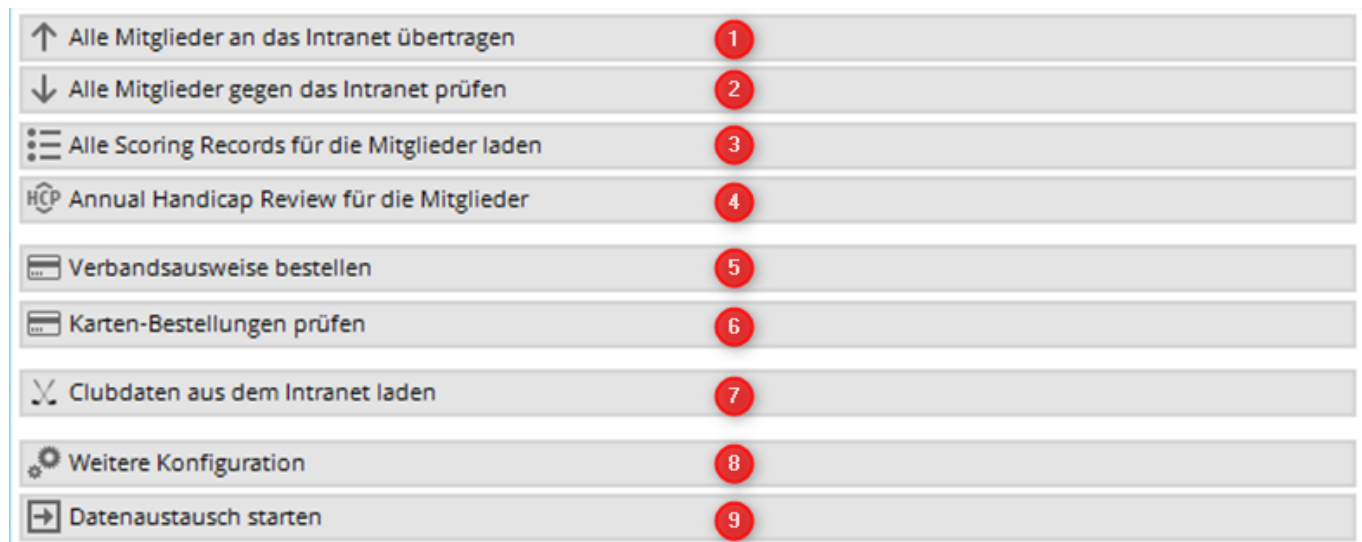 Alle Mitglieder an das Intranet übertragen 1
Alle Mitglieder gegen das Intranet prüfen 2
Alle Scoring Records für die Mitglieder laden 3
HCP Annual Handicap Review für die Mitglieder 4
Verbandsausweise bestellen 5
Karten-Bestellungen prüfen 6
Clubdaten aus dem Intranet laden 7
Weitere Konfiguration 8
Datenaustausch starten 9